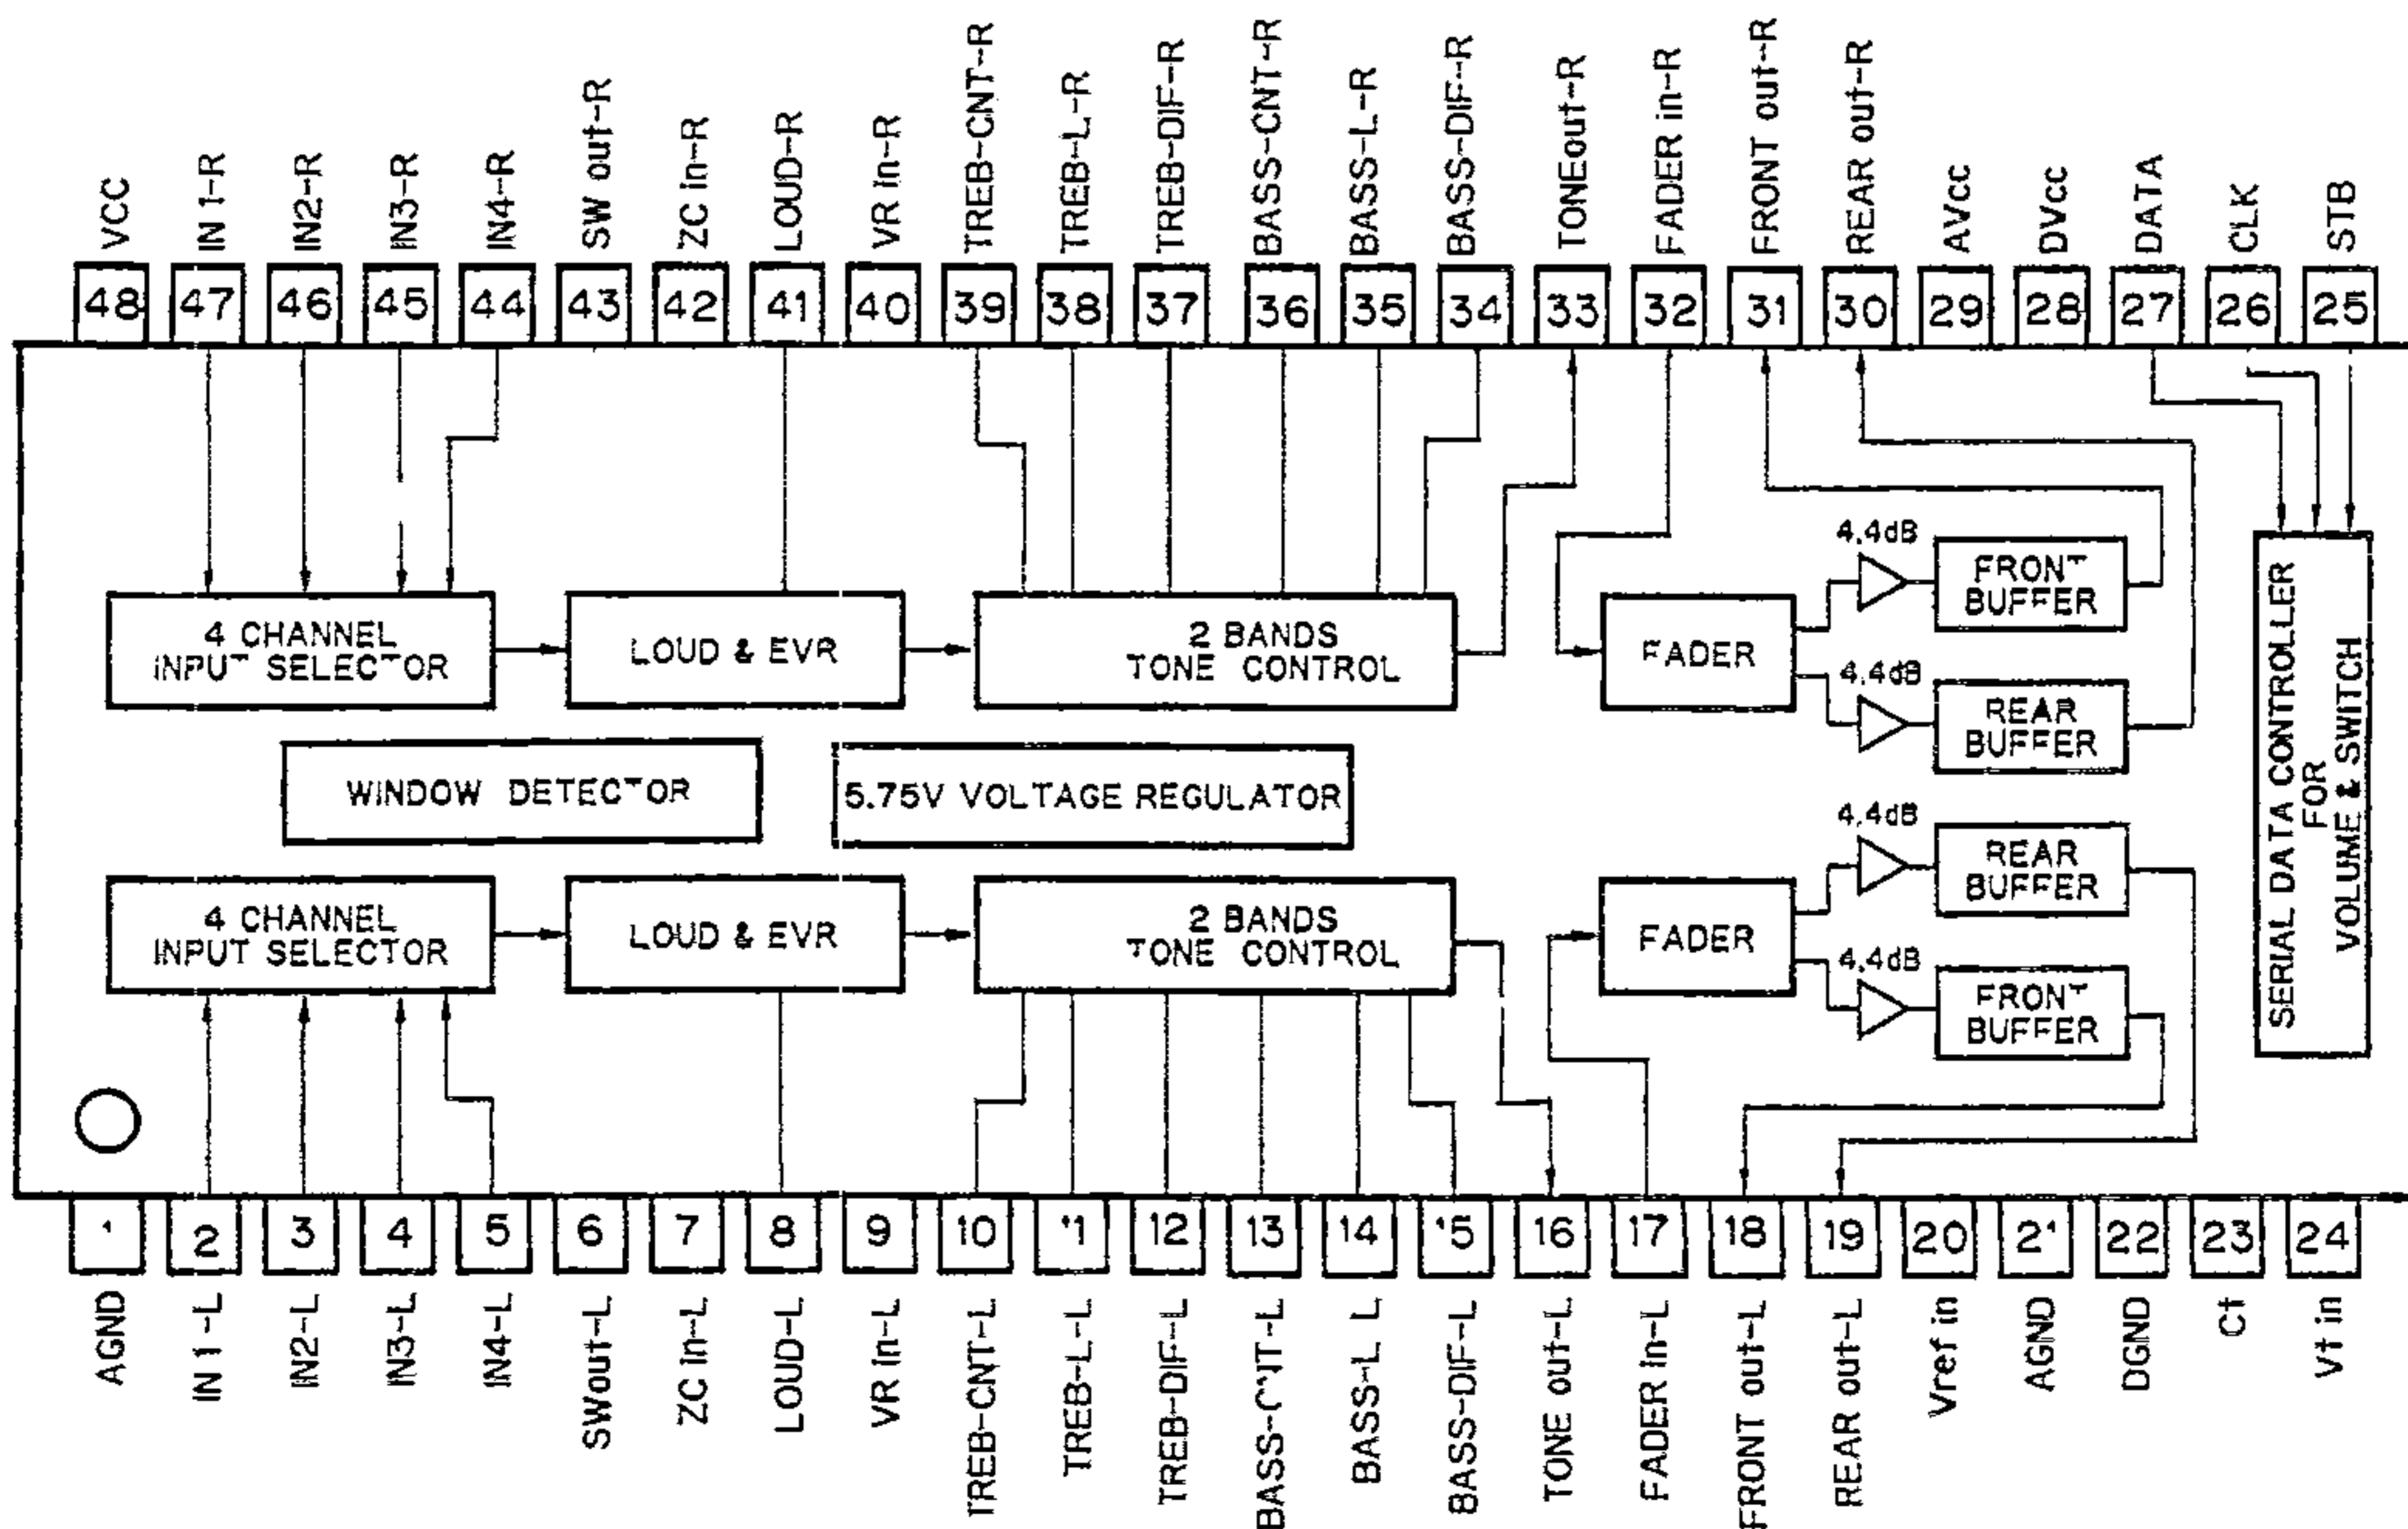 VCC
IN 1-R
IN2-R
IN3-R
IN4-R
SW out-R
ZC in-R
LOUD-R
VR in-R
TREB-CNT-R
TREB-L-R
TREB-DIF-R
BASS-CNT-R
BASS-L-R
BASS-DIF-R
TONEout-R
FADER in-R
FRONT out-R
REAR out-R
AVcc
DVcc
DATA
CLK
STB
48
47
46
45
44
43
42
41
40
39
38
37
36
35
34
33
32
31
30
29
28
27
26
25
4 CHANNEL
INPUT SELECTOR
LOUD & EVR
2 BANDS
TONE CONTROL
FADER
4.4dB
FRONT
BUFFER
4.4dB
REAR
BUFFER
WINDOW DETECTOR
5.75V VOLTAGE REGULATOR
4 CHANNEL
INPUT SELECTOR
LOUD & EVR
2 BANDS
TONE CONTROL
FADER
4.4dB
REAR
BUFFER
4.4dB
FRONT
BUFFER
SERIAL DATA CONTROLLER
FOR
VOLUME & SWITCH
1
2
3
4
5
6
7
8
9
10
11
12
13
14
15
16
17
18
19
20
21
22
23
24
AGND
IN 1-L
IN2-L
IN3-L
IN4-L
SWout-L
ZC in-L
LOUD-L
VR in-L
TREB-CNT-L
TREB-L-L
TREB-DIF-L
BASS-CNT-L
BASS-L L
BASS-DIF-L
TONE out-L
FADER in-L
FRONT out-L
REAR out-L
Vref in
AGND
DGND
Ct
Vt in